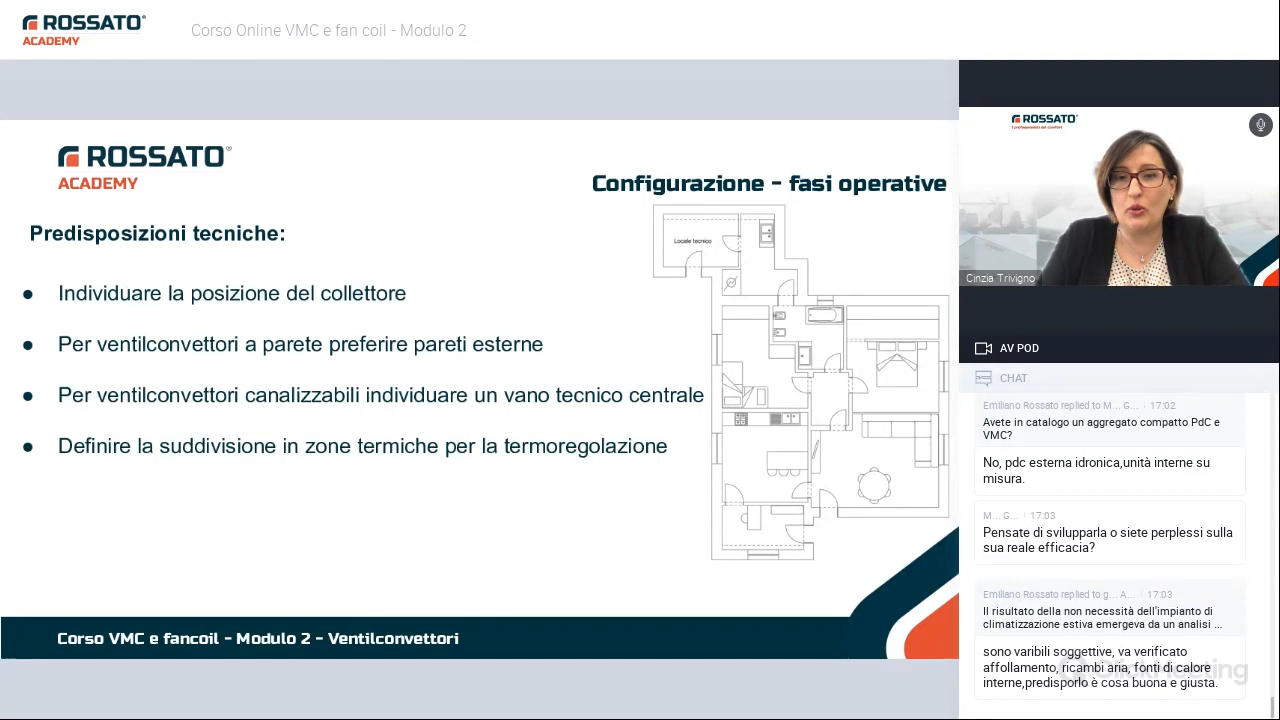 ROSSATO®
ACADEMY
Corso Online VMC e fan coil - Modulo 2
ROSSATO®
ACADEMY
Configurazione - fasi operative
Predisposizioni tecniche:
Locale tecnico
● Individuare la posizione del collettore
● Per ventilconvettori a parete preferire pareti esterne
● Per ventilconvettori canalizzabili individuare un vano tecnico centrale
● Definire la suddivisione in zone termiche per la termoregolazione
Corso VMC e fancoil - Modulo 2 - Ventilconvettori
ROSSATO®
I professionisti del comfort
Cinzia Trivigno
AV POD
CHAT
Emiliano Rossato replied to M... G... 17:02
Avete in catalogo un aggregato compatto PdC e
VMC?
No, pdc esterna idronica,unità interne su
misura.
M... G... 17:03
Pensate di svilupparla o siete perplessi sulla
sua reale efficacia?
Emiliano Rossato replied to g... A... 17:03
Il risultato della non necessità dell'impianto di
climatizzazione estiva emergeva da un analisi ...
sono varibili soggettive, va verificato
affollamento, ricambi aria, fonti di calore
interne,predisporlo è cosa buona e giusta.
ClickMeeting